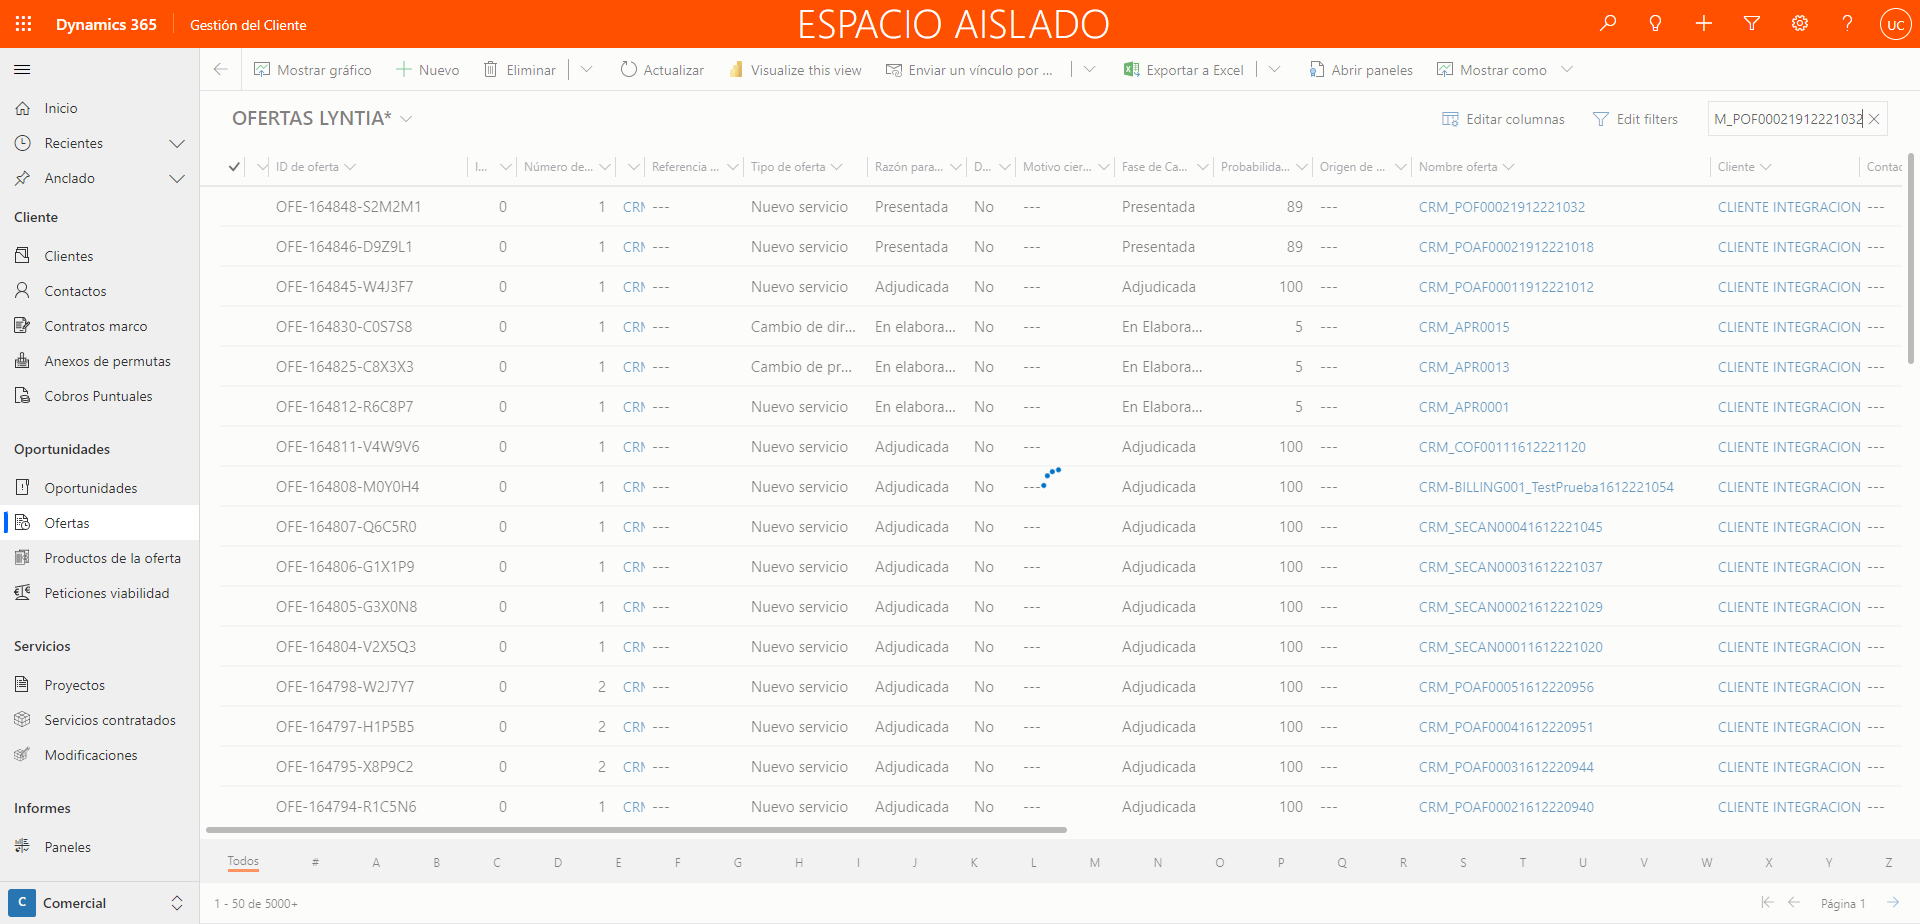 Dynamics 365 Gestión del Cliente ESPACIO AISLADO UC
Mostrar gráfico Nuevo Eliminar Actualizar Visualize this view Enviar un vínculo por ... Exportar a Excel Abrir paneles Mostrar como
OFERTAS LYNTIA* Editar columnas Edit filters M_POF00021912221032
ID de oferta I... Número de... Referencia ... Tipo de oferta Razón para... D... Motivo cier... Fase de Ca... Probabilida... Origen de ... Nombre oferta Cliente Contac
OFE-164848-S2M2M1 0 1 CRM --- Nuevo servicio Presentada No --- Presentada 89 --- CRM_POF00021912221032 CLIENTE INTEGRACION ---
OFE-164846-D9Z9L1 0 1 CRM --- Nuevo servicio Presentada No --- Presentada 89 --- CRM_POAF00021912221018 CLIENTE INTEGRACION ---
OFE-164845-W4J3F7 0 1 CRM --- Nuevo servicio Adjudicada No --- Adjudicada 100 --- CRM_POAF00011912221012 CLIENTE INTEGRACION ---
OFE-164830-C0S7S8 0 1 CRM --- Cambio de dir... En elabora... No --- En Elabora... 5 --- CRM_APR0015 CLIENTE INTEGRACION ---
OFE-164825-C8X3X3 0 1 CRM --- Cambio de pr... En elabora... No --- En Elabora... 5 --- CRM_APR0013 CLIENTE INTEGRACION ---
OFE-164812-R6C8P7 0 1 CRM --- Nuevo servicio En elabora... No --- En Elabora... 5 --- CRM_APR0001 CLIENTE INTEGRACION ---
OFE-164811-V4W9V6 0 1 CRM --- Nuevo servicio Adjudicada No --- Adjudicada 100 --- CRM_COF00111612221120 CLIENTE INTEGRACION ---
OFE-164808-M0Y0H4 0 1 CRM --- Nuevo servicio Adjudicada No --- Adjudicada 100 --- CRM-BILLING001_TestPrueba1612221054 CLIENTE INTEGRACION ---
OFE-164807-Q6C5R0 0 1 CRM --- Nuevo servicio Adjudicada No --- Adjudicada 100 --- CRM_SECAN00041612221045 CLIENTE INTEGRACION ---
OFE-164806-G1X1P9 0 1 CRM --- Nuevo servicio Adjudicada No --- Adjudicada 100 --- CRM_SECAN00031612221037 CLIENTE INTEGRACION ---
OFE-164805-G3X0N8 0 1 CRM --- Nuevo servicio Adjudicada No --- Adjudicada 100 --- CRM_SECAN00021612221029 CLIENTE INTEGRACION ---
OFE-164804-V2X5Q3 0 1 CRM --- Nuevo servicio Adjudicada No --- Adjudicada 100 --- CRM_SECAN00011612221020 CLIENTE INTEGRACION ---
OFE-164798-W2J7Y7 0 2 CRM --- Nuevo servicio Adjudicada No --- Adjudicada 100 --- CRM_POAF00051612220956 CLIENTE INTEGRACION ---
OFE-164797-H1P5B5 0 2 CRM --- Nuevo servicio Adjudicada No --- Adjudicada 100 --- CRM_POAF00041612220951 CLIENTE INTEGRACION ---
OFE-164795-X8P9C2 0 2 CRM --- Nuevo servicio Adjudicada No --- Adjudicada 100 --- CRM_POAF00031612220944 CLIENTE INTEGRACION ---
OFE-164794-R1C5N6 0 1 CRM --- Nuevo servicio Adjudicada No --- Adjudicada 100 --- CRM_POAF00021612220940 CLIENTE INTEGRACION ---
Todos # A B C D E F G H I J K L M N O P Q R S T U V W X Y Z
1 - 50 de 5000+ Página 1
Inicio
Recientes
Anclado
Cliente
Clientes
Contactos
Contratos marco
Anexos de permutas
Cobros Puntuales
Oportunidades
Oportunidades
Ofertas
Productos de la oferta
Peticiones viabilidad
Servicios
Proyectos
Servicios contratados
Modificaciones
Informes
Paneles
C Comercial